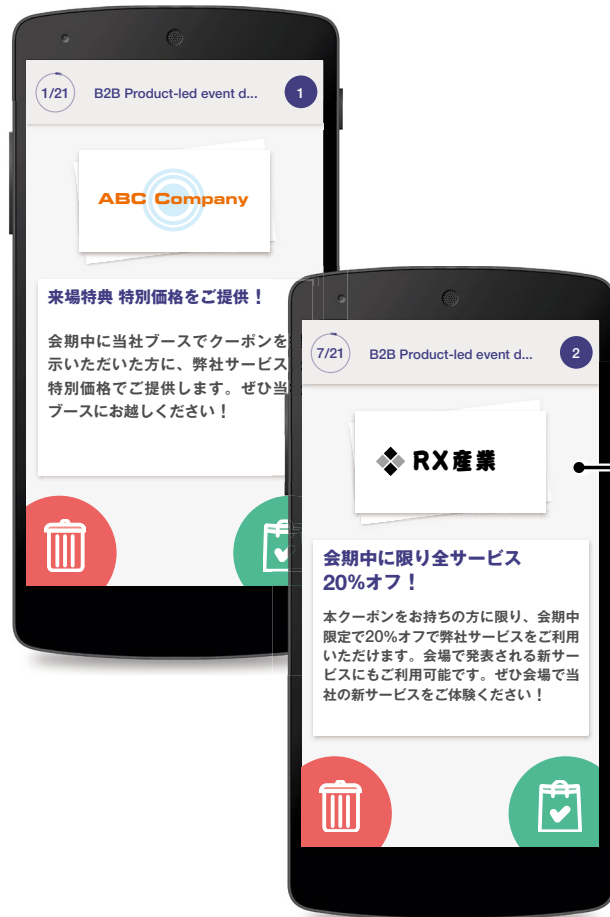 1/21
B2B Product-led event d...
1
ABC Company
来場特典 特別価格をご提供！
会期中に当社ブースでクーポンを
示いただいた方に、弊社サービス
特別価格でご提供します。ぜひ当
ブースにお越しください！
7/21
B2B Product-led event d...
2
RX産業
会期中に限り全サービス
20%オフ！
本クーポンをお持ちの方に限り、会期中
限定で20%オフで弊社サービスをご利用
いただけます。会場で発表される新サー
ビスにもご利用可能です。ぜひ会場で当
社の新サービスをご体験ください！